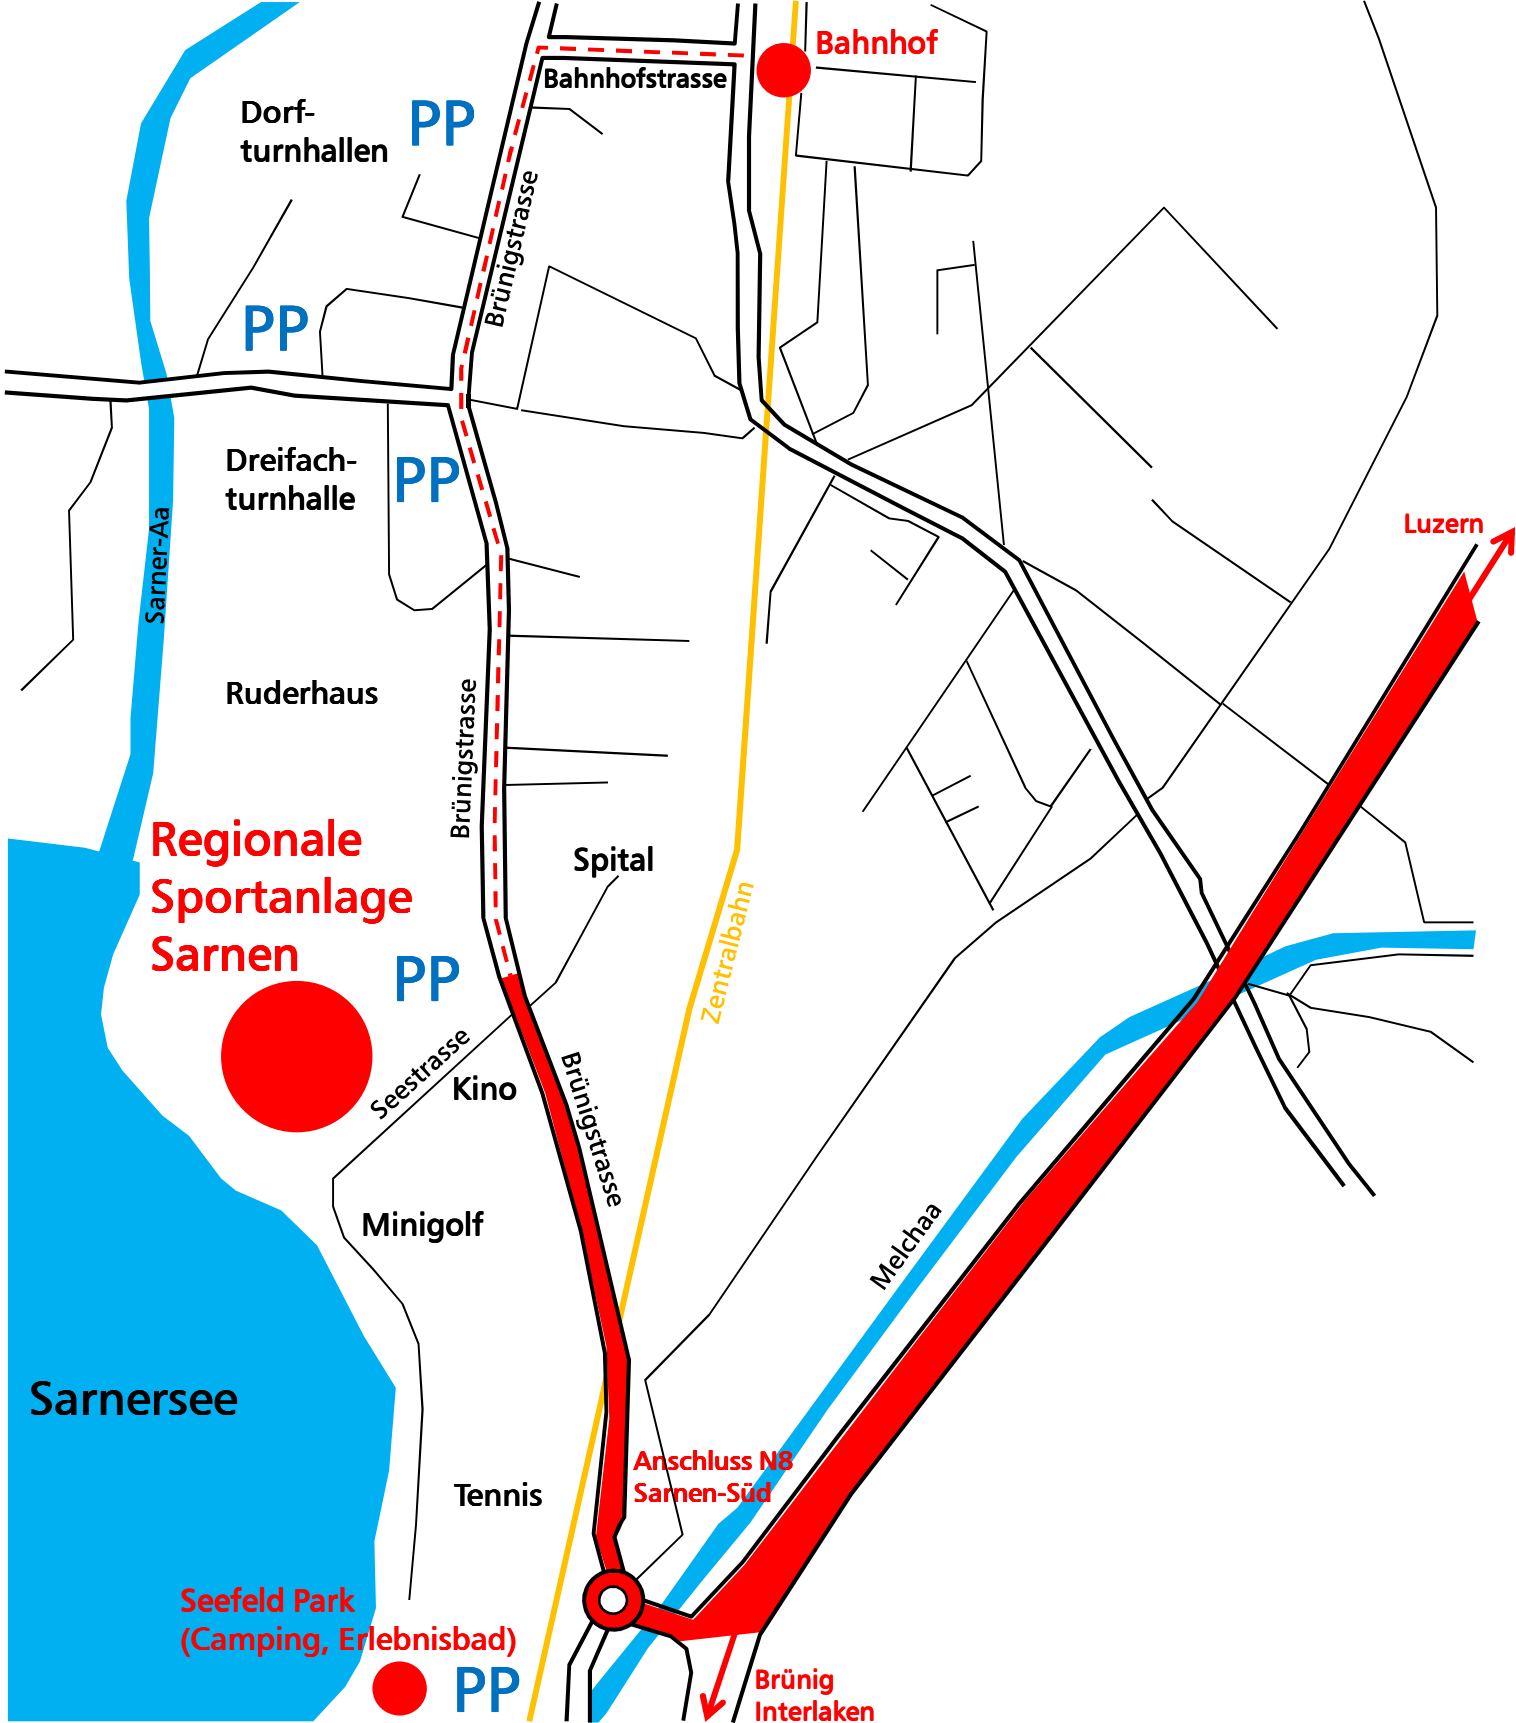 Bahnhof
Bahnhofstrasse
Dorf-
turnhallen
PP
Brünigstrasse
PP
Dreifach-
turnhalle
PP
Luzern
Sarner-Aa
Ruderhaus
Brünigstrasse
Regionale
Sportanlage
Sarnen
Spital
Zentralbahn
PP
Seestrasse
Kino
Brünigstrasse
Minigolf
Melchaa
Sarnersee
Anschluss N8
Sarnen-Süd
Tennis
Seefeld Park
(Camping, Erlebnisbad)
PP
Brünig
Interlaken